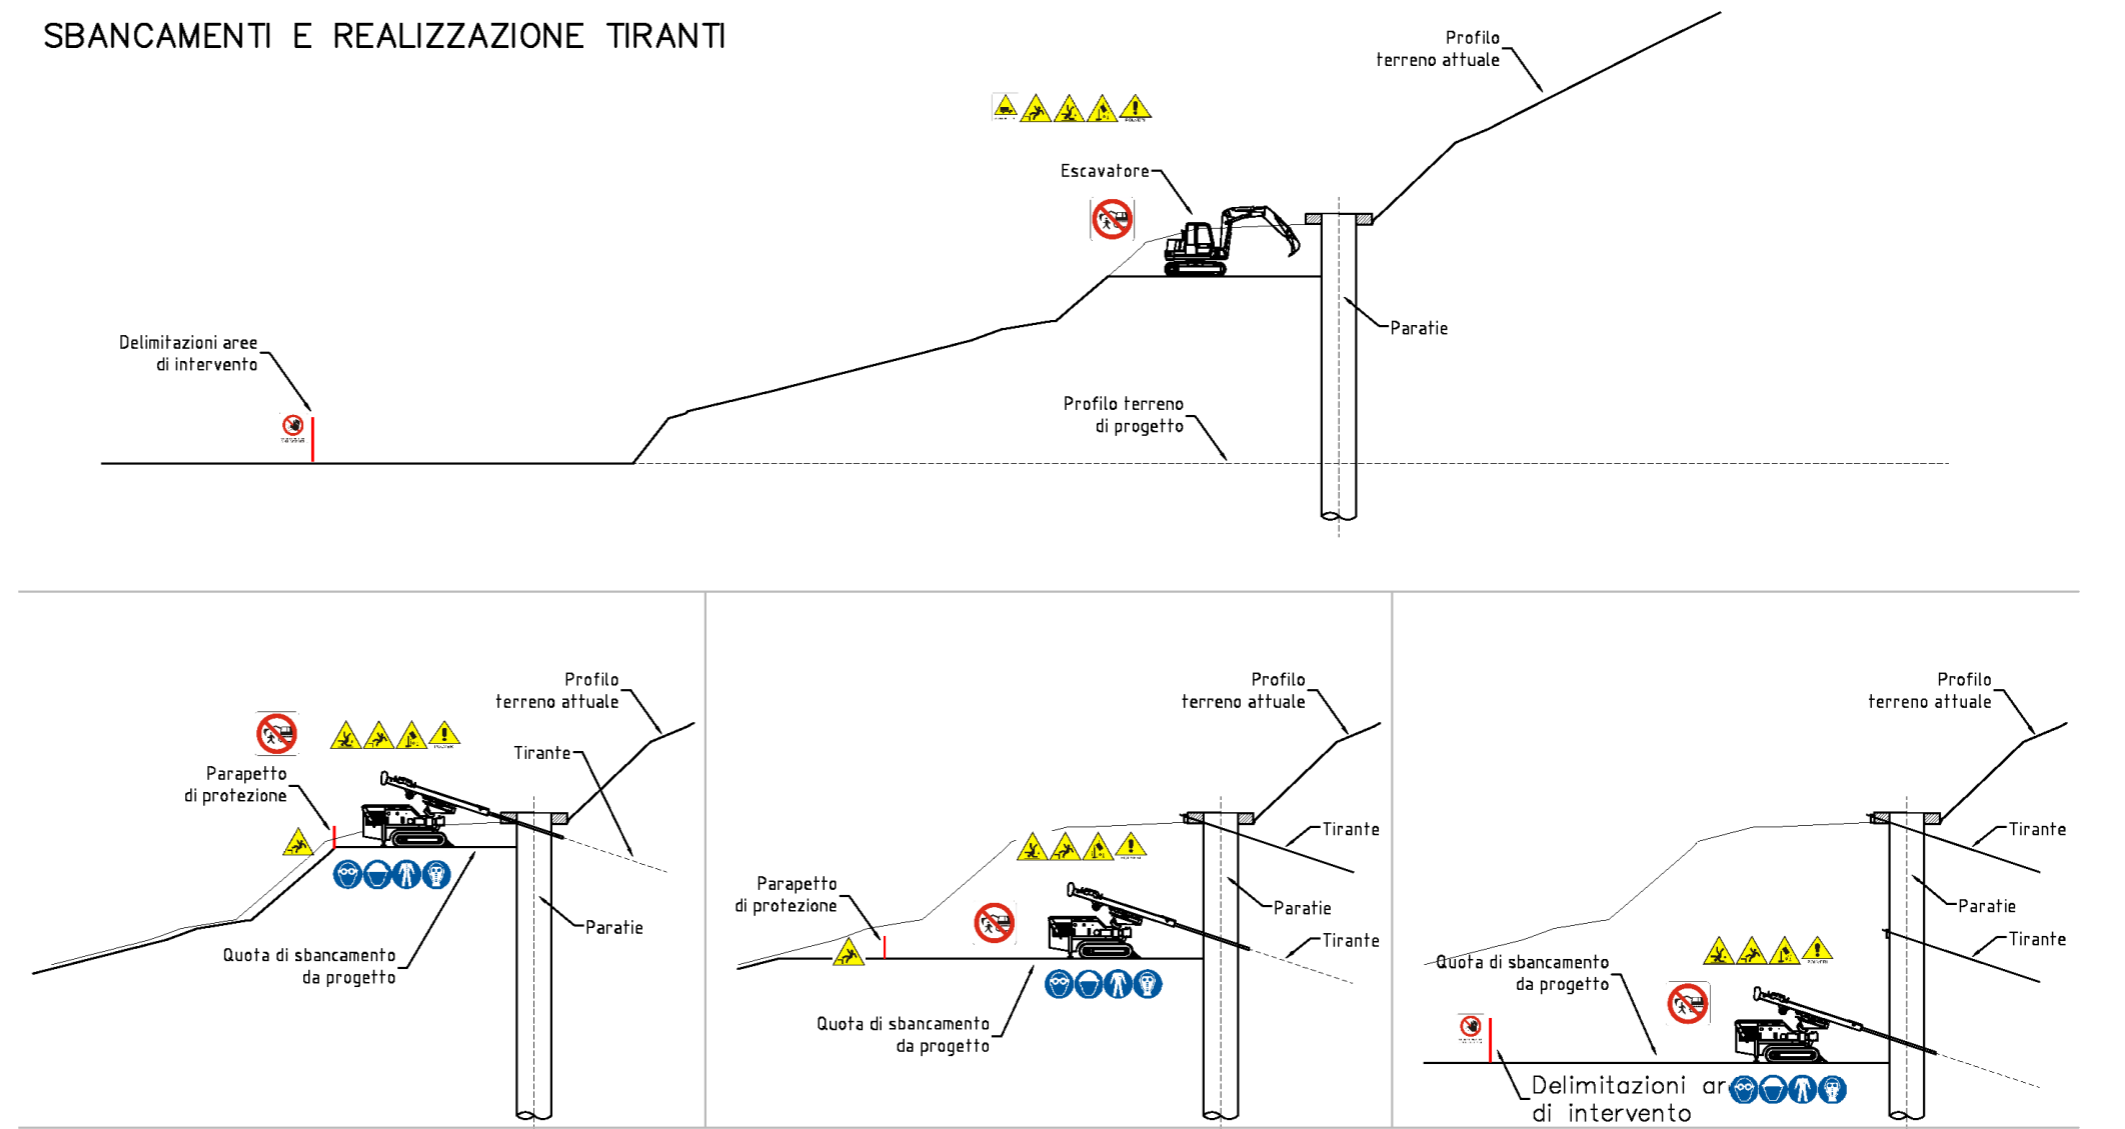 SBANCAMENTI E REALIZZAZIONE TIRANTI
Profilo
terreno attuale
Escavatore
Paratie
Delimitazioni aree
di intervento
Profilo terreno
di progetto
Profilo
terreno attuale
Tirante
Parapetto
di protezione
Paratie
Quota di sbancamento
da progetto
Profilo
terreno attuale
Tirante
Parapetto
di protezione
Paratie
Tirante
Quota di sbancamento
da progetto
Profilo
terreno attuale
Tirante
Paratie
Tirante
Quota di sbancamento
da progetto
Delimitazioni ar
di intervento